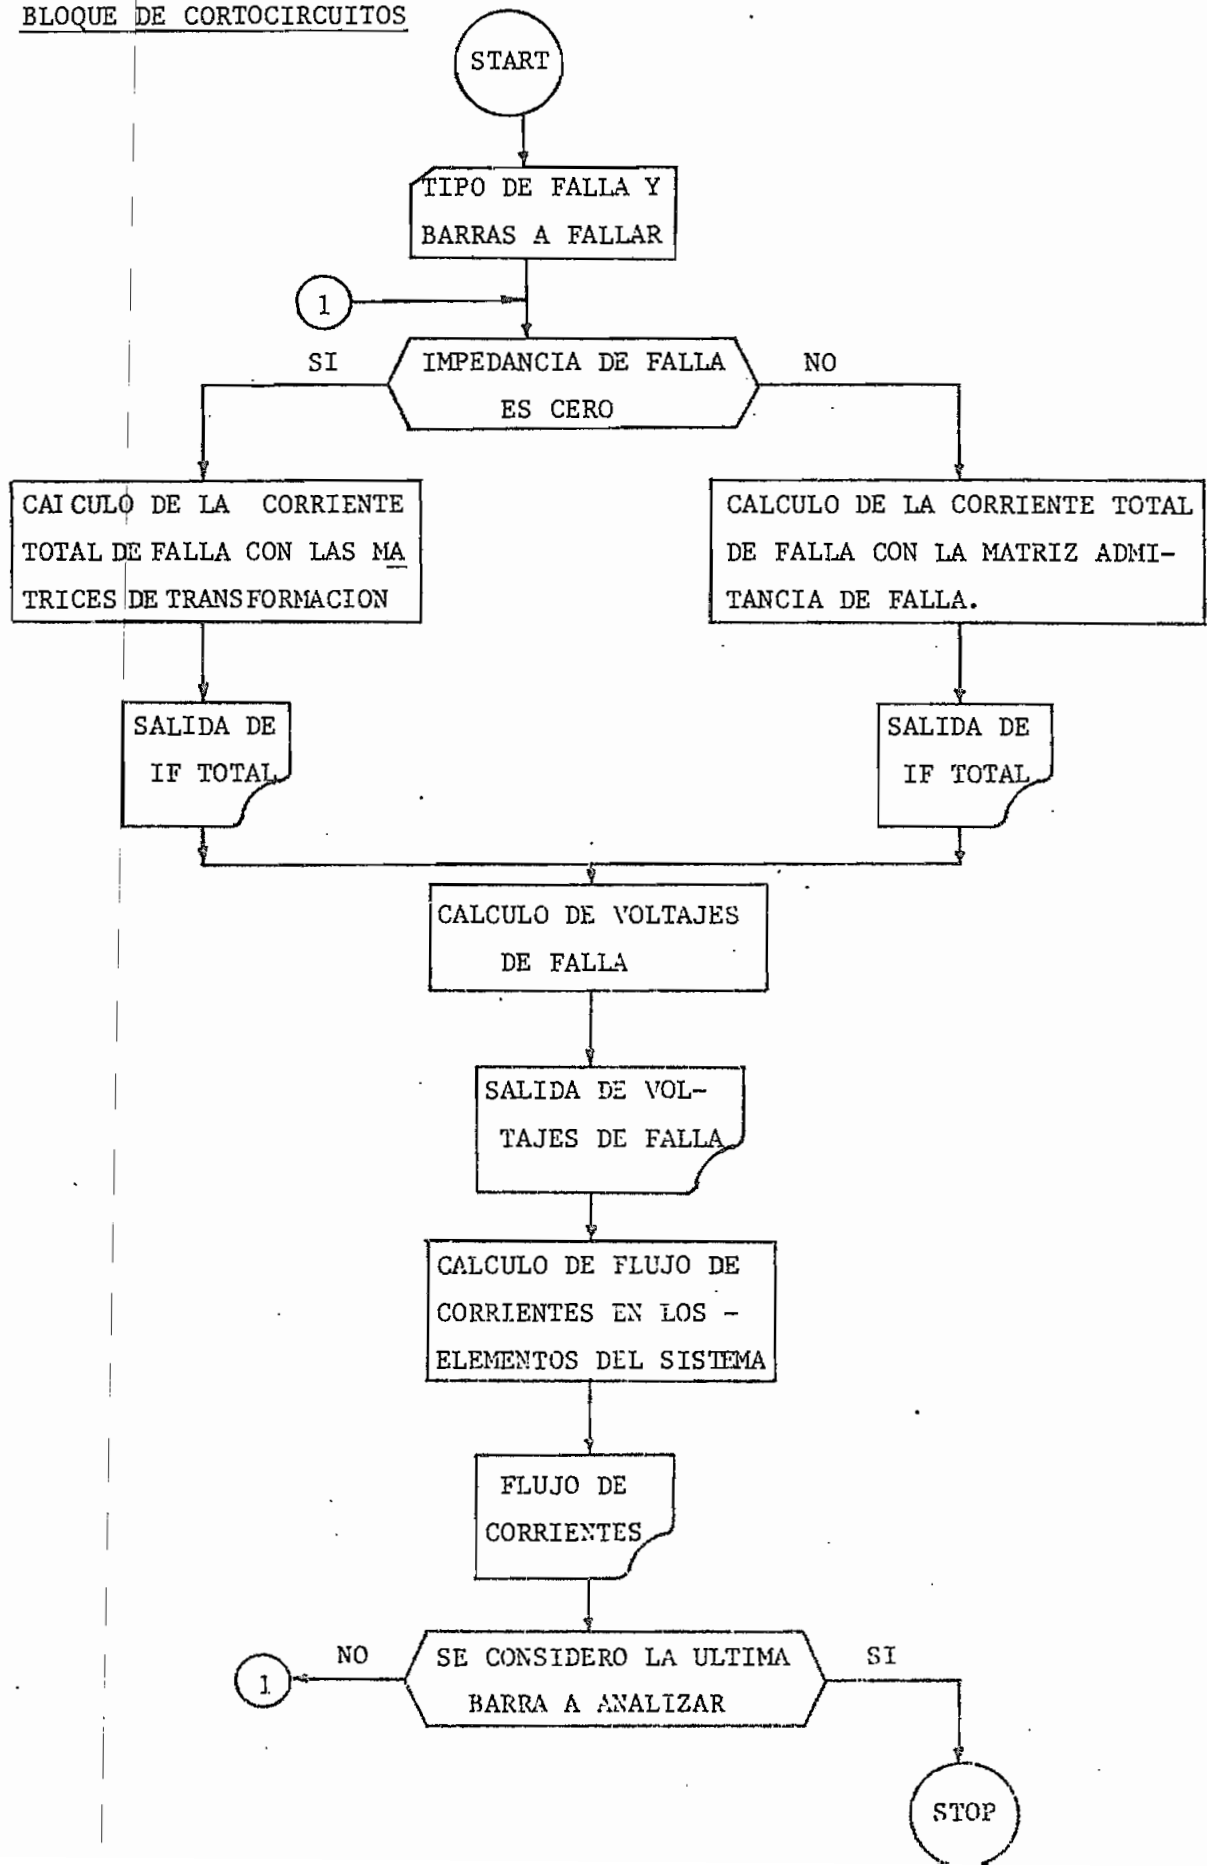 BLOQUE DE CORTOCIRCUITOS
START
TIPO DE FALLA Y
BARRAS A FALLAR
1
SI
IMPEDANCIA DE FALLA
ES CERO
NO
CALCULO DE LA CORRIENTE
TOTAL DE FALLA CON LAS MA
TRICES DE TRANSFORMACION
CALCULO DE LA CORRIENTE TOTAL
DE FALLA CON LA MATRIZ ADMI-
TANCIA DE FALLA.
SALIDA DE
IF TOTAL
SALIDA DE
IF TOTAL
CALCULO DE VOLTAJES
DE FALLA
SALIDA DE VOL-
TAJES DE FALLA
CALCULO DE FLUJO DE
CORRIENTES EN LOS -
ELEMENTOS DEL SISTEMA
FLUJO DE
CORRIENTES
NO
SE CONSIDERO LA ULTIMA
BARRA A ANALIZAR
SI
1
STOP